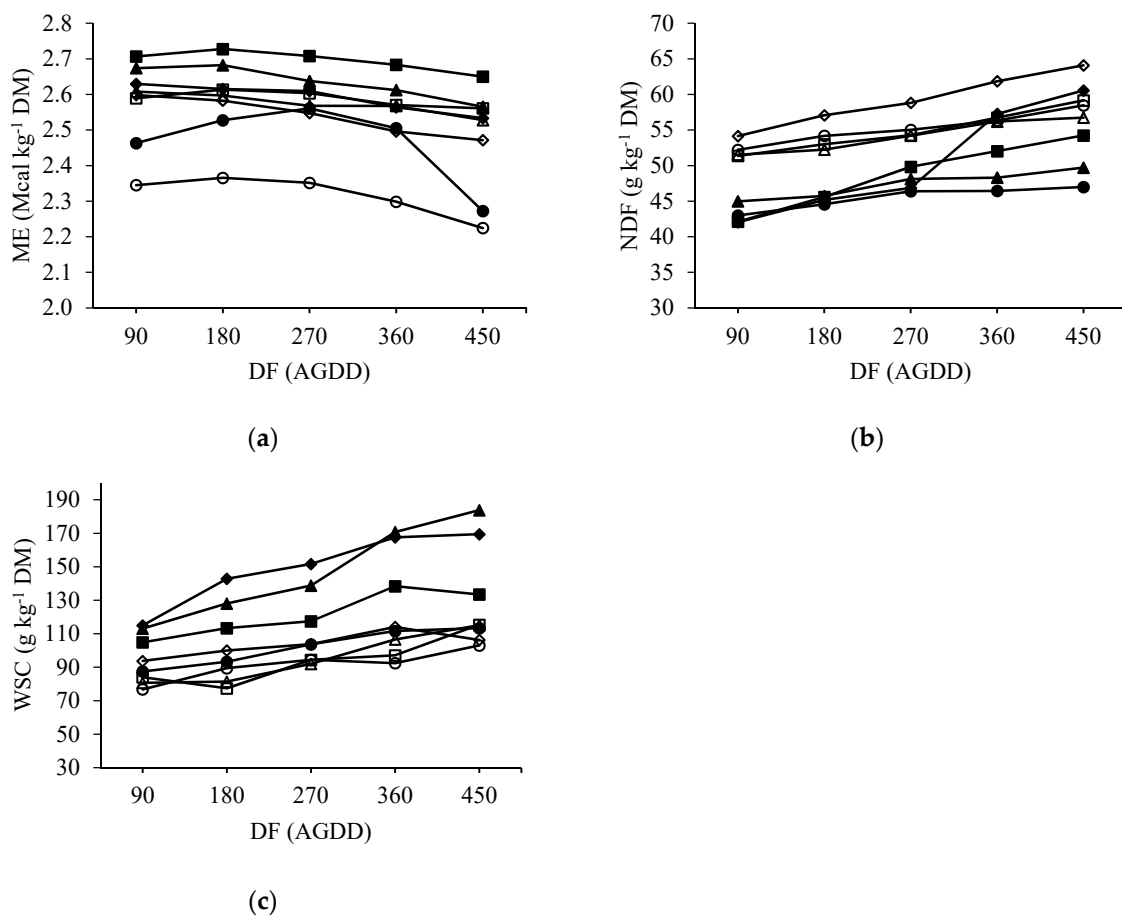 2.8
2.7
2.6
2.5
2.4
2.3
2.2
2.1
2.0
ME (Mcal kg⁻¹ DM)
90 180 270 360 450
DF (AGDD)
(a)
70
65
60
55
50
45
40
35
30
NDF (g kg⁻¹ DM)
90 180 270 360 450
DF (AGDD)
(b)
190
170
150
130
110
90
70
50
30
WSC (g kg⁻¹ DM)
90 180 270 360 450
DF (AGDD)
(c)